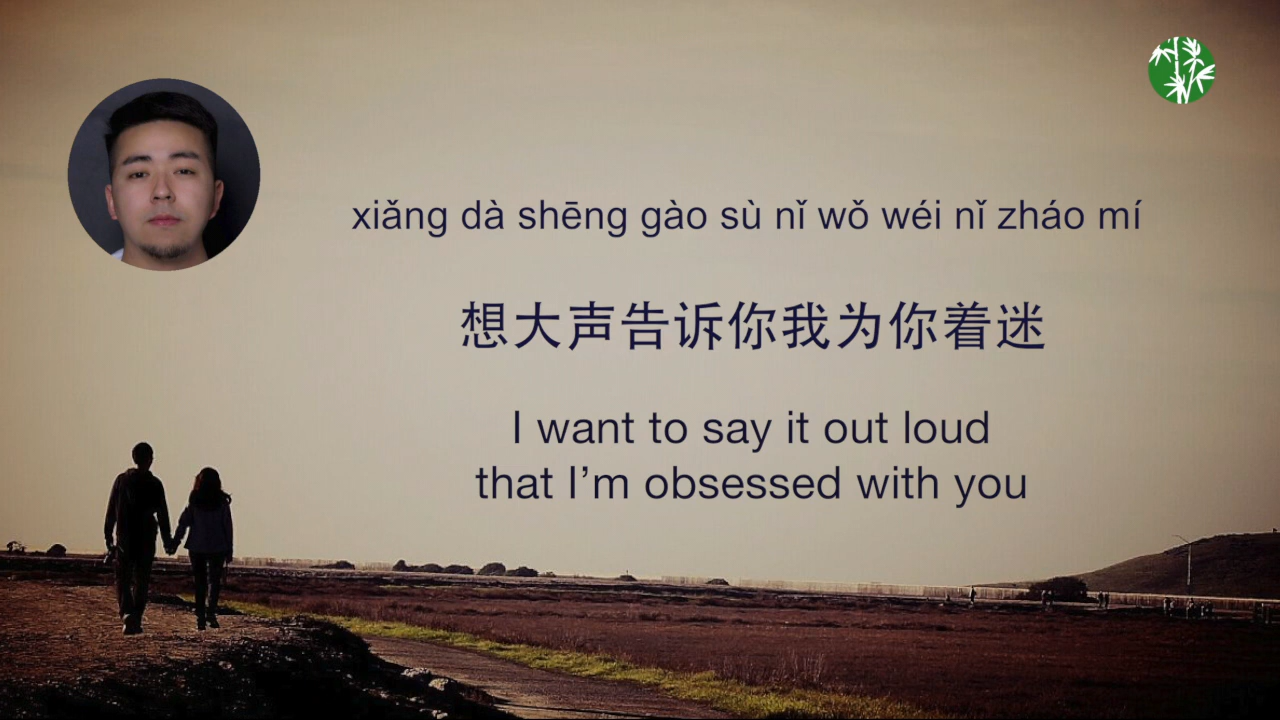 xiǎng dà shēng gào sù nǐ wǒ wéi nǐ zháo mí
想大声告诉你我为你着迷
I want to say it out loud
that I’m obsessed with you